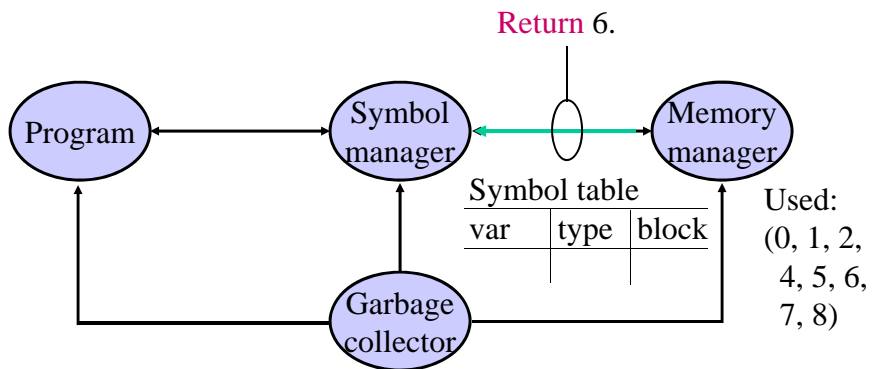 Return 6.
Program
Symbol
manager
Memory
manager
Symbol table
var type block
Used:
(0, 1, 2,
4, 5, 6,
7, 8)
Garbage
collector